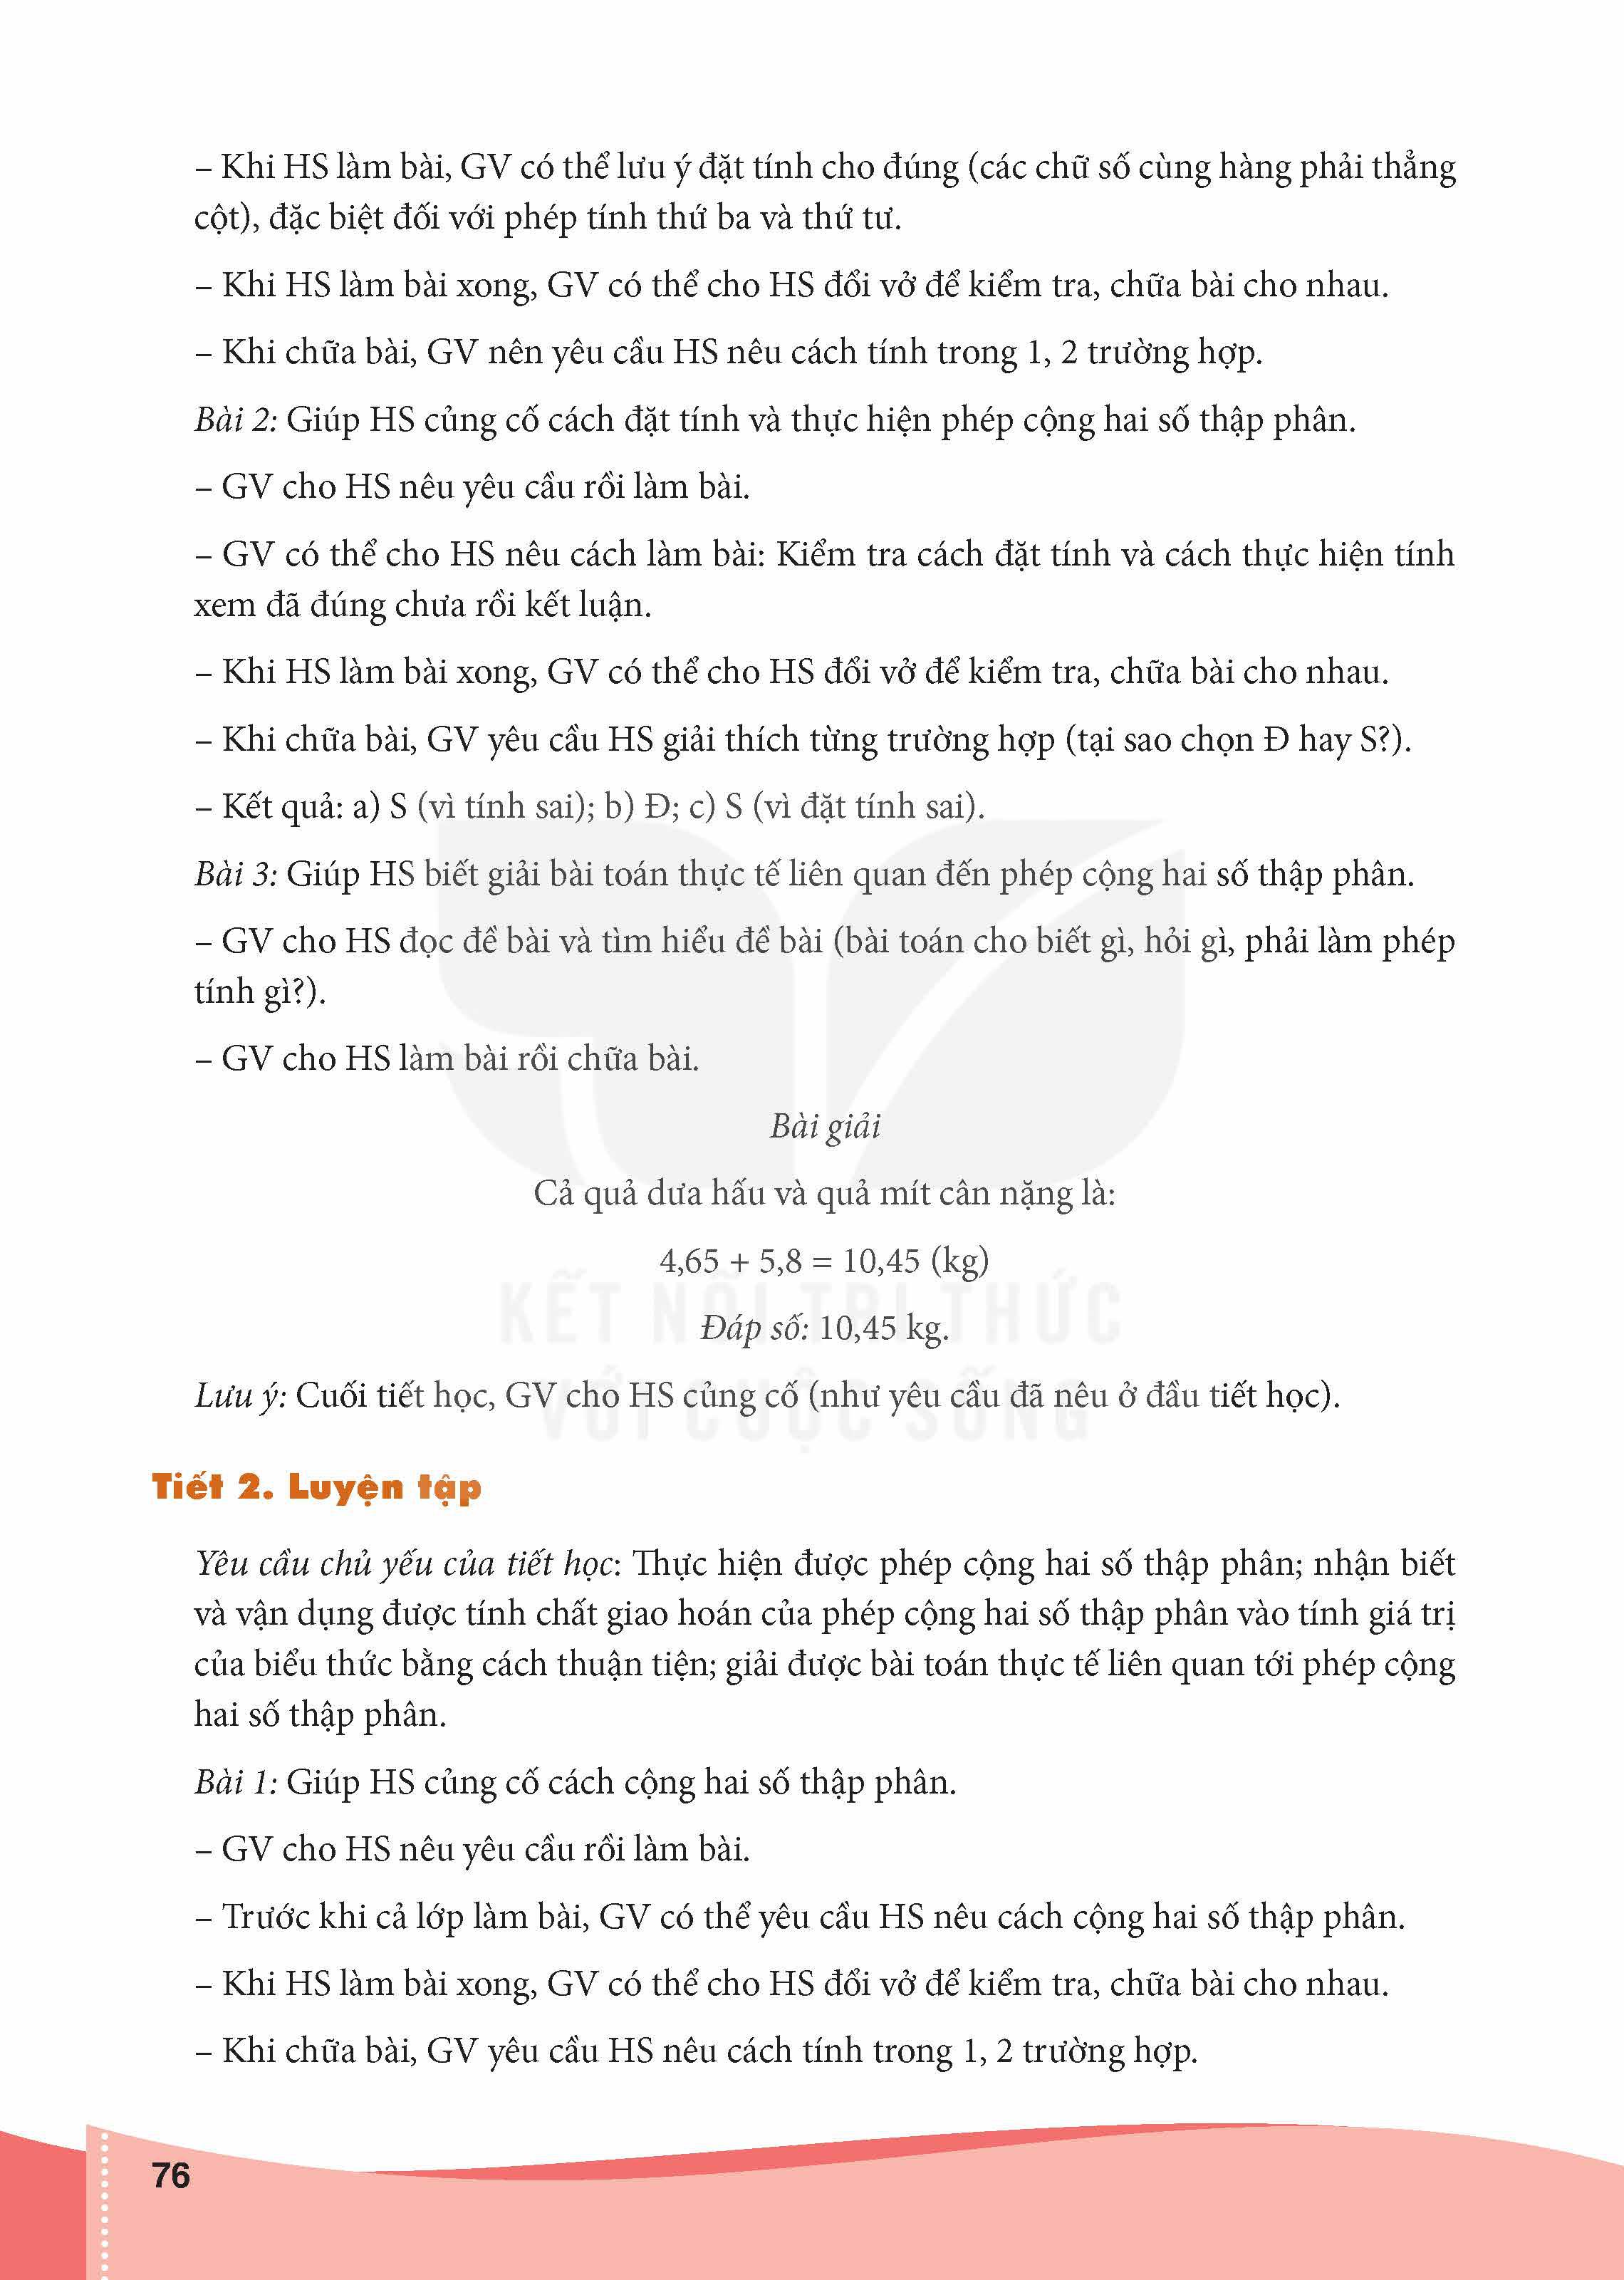 – Khi HS làm bài, GV có thể lưu ý đặt tính cho đúng (các chữ số cùng hàng phải thẳng
cột), đặc biệt đối với phép tính thứ ba và thứ tư.
– Khi HS làm bài xong, GV có thể cho HS đổi vở để kiểm tra, chữa bài cho nhau.
– Khi chữa bài, GV nên yêu cầu HS nêu cách tính trong 1, 2 trường hợp.
Bài 2: Giúp HS củng cố cách đặt tính và thực hiện phép cộng hai số thập phân.
– GV cho HS nêu yêu cầu rồi làm bài.
– GV có thể cho HS nêu cách làm bài: Kiểm tra cách đặt tính và cách thực hiện tính
xem đã đúng chưa rồi kết luận.
– Khi HS làm bài xong, GV có thể cho HS đổi vở để kiểm tra, chữa bài cho nhau.
– Khi chữa bài, GV yêu cầu HS giải thích từng trường hợp (tại sao chọn Đ hay S?).
– Kết quả: a) S (vì tính sai); b) Đ; c) S (vì đặt tính sai).
Bài 3: Giúp HS biết giải bài toán thực tế liên quan đến phép cộng hai số thập phân.
– GV cho HS đọc đề bài và tìm hiểu đề bài (bài toán cho biết gì, hỏi gì, phải làm phép
tính gì?).
– GV cho HS làm bài rồi chữa bài.
Bài giải
Cả quả dưa hấu và quả mít cân nặng là:
4,65 + 5,8 = 10,45 (kg)
KẾT NỐI TRI THỨC
Đáp số: 10,45 kg.
Lưu ý: Cuối tiết học, GV cho HS củng cố (như yêu cầu đã nêu ở đầu tiết học).
VỚI CUỘC SỐNG
Tiết 2. Luyện tập
Yêu cầu chủ yếu của tiết học: Thực hiện được phép cộng hai số thập phân; nhận biết
và vận dụng được tính chất giao hoán của phép cộng hai số thập phân vào tính giá trị
của biểu thức bằng cách thuận tiện; giải được bài toán thực tế liên quan tới phép cộng
hai số thập phân.
Bài 1: Giúp HS củng cố cách cộng hai số thập phân.
– GV cho HS nêu yêu cầu rồi làm bài.
– Trước khi cả lớp làm bài, GV có thể yêu cầu HS nêu cách cộng hai số thập phân.
– Khi HS làm bài xong, GV có thể cho HS đổi vở để kiểm tra, chữa bài cho nhau.
– Khi chữa bài, GV yêu cầu HS nêu cách tính trong 1, 2 trường hợp.
76